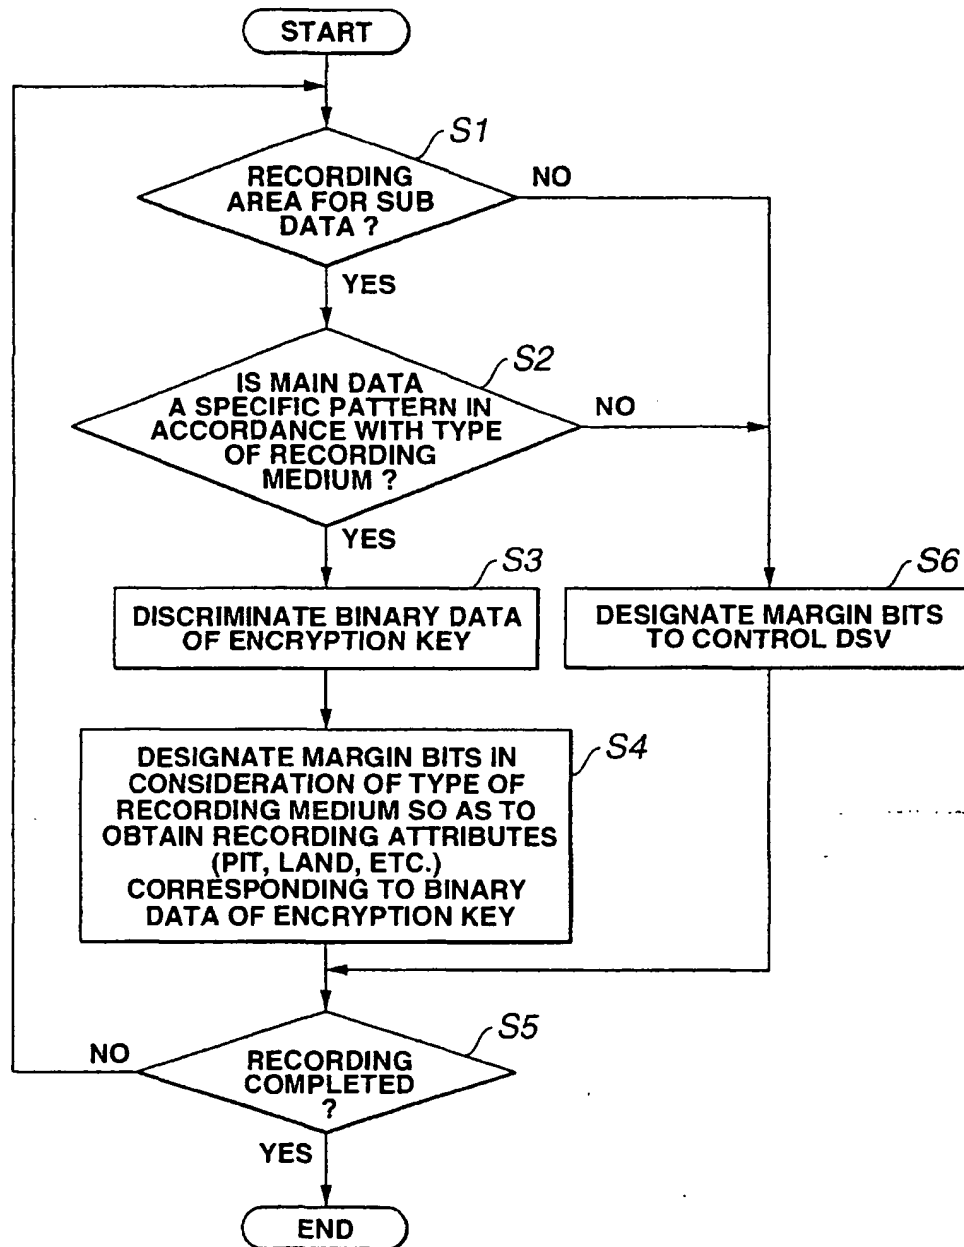 START
S1
RECORDING
AREA FOR SUB
DATA ?
NO
YES
S2
IS MAIN DATA
A SPECIFIC PATTERN IN
ACCORDANCE WITH TYPE
OF RECORDING
MEDIUM ?
NO
YES
S3
DISCRIMINATE BINARY DATA
OF ENCRYPTION KEY
S6
DESIGNATE MARGIN BITS
TO CONTROL DSV
S4
DESIGNATE MARGIN BITS IN
CONSIDERATION OF TYPE OF
RECORDING MEDIUM SO AS TO
OBTAIN RECORDING ATTRIBUTES
(PIT, LAND, ETC.)
CORRESPONDING TO BINARY
DATA OF ENCRYPTION KEY
S5
NO
RECORDING
COMPLETED
?
YES
END